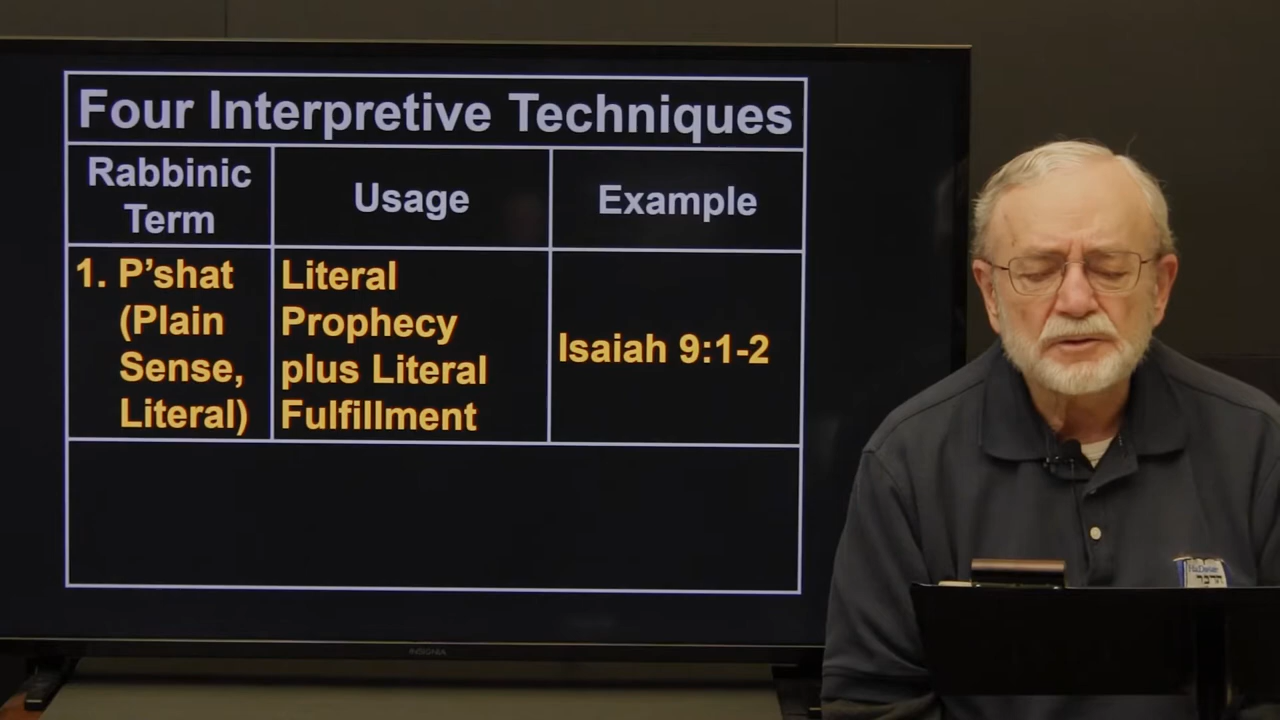 Four Interpretive Techniques
Rabbinic
Term
Usage
Example
1. P’shat
(Plain
Sense,
Literal)
Literal
Prophecy
plus Literal
Fulfillment
Isaiah 9:1-2
INSIGNIA
הדבר